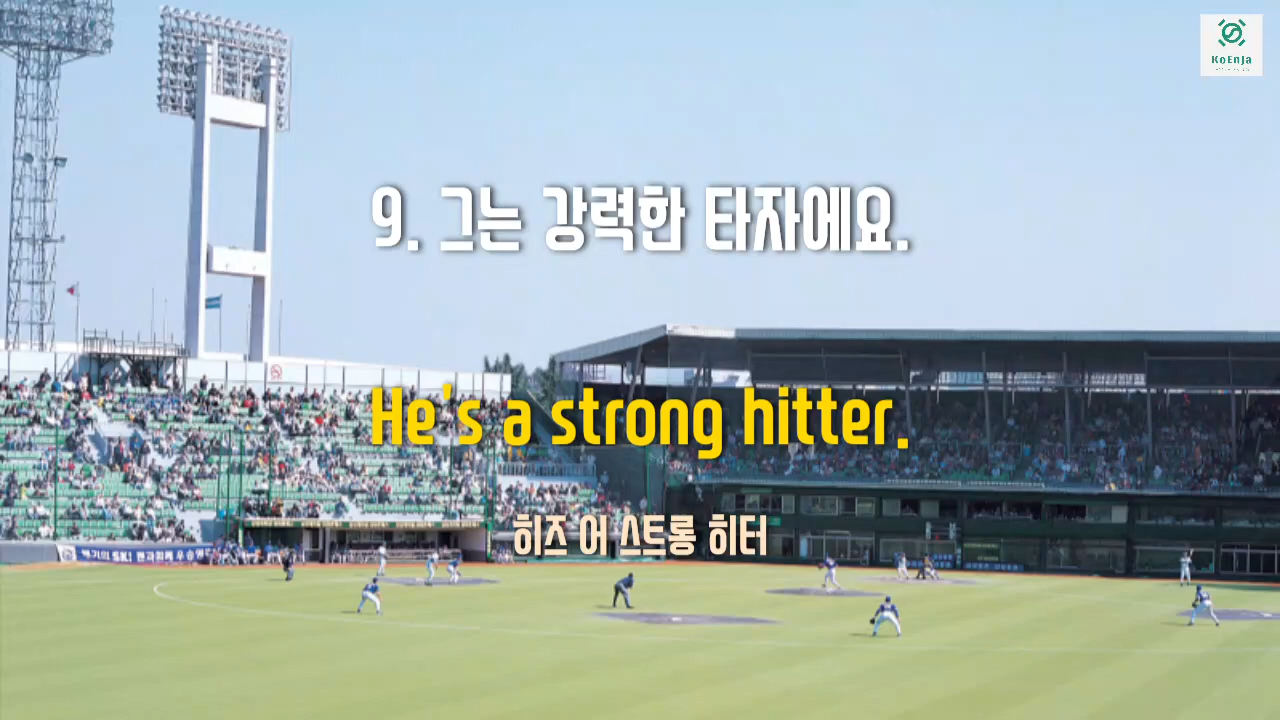 KoEnJa
9. 그는 강력한 타자에요.
He's a strong hitter.
히즈 어 스트롱 히터